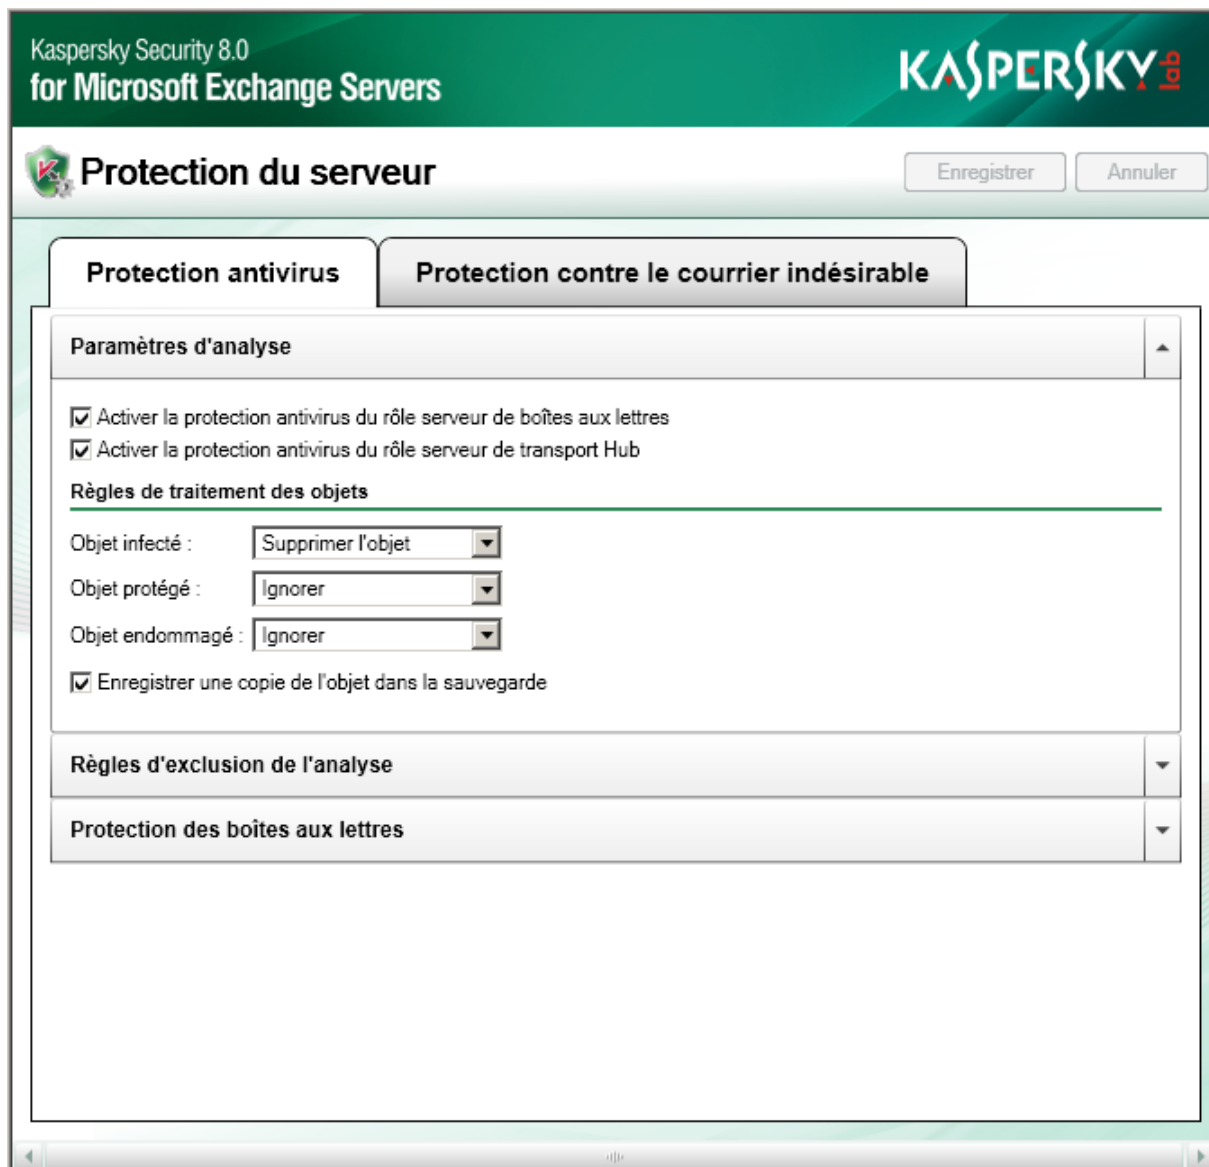 Kaspersky Security 8.0
for Microsoft Exchange Servers
KASPERSKY lab
Protection du serveur
Enregistrer
Annuler
Protection antivirus
Protection contre le courrier indésirable
Paramètres d'analyse
Activer la protection antivirus du rôle serveur de boîtes aux lettres
Activer la protection antivirus du rôle serveur de transport Hub
Règles de traitement des objets
Objet infecté : Supprimer l'objet
Objet protégé : Ignorer
Objet endommagé : Ignorer
Enregistrer une copie de l'objet dans la sauvegarde
Règles d'exclusion de l'analyse
Protection des boîtes aux lettres